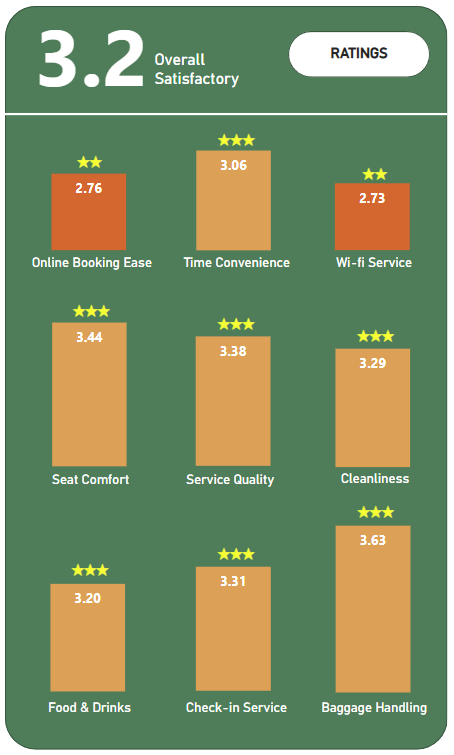 3.2
Overall
Satisfactory
RATINGS
2.76
3.06
2.73
Online Booking Ease
Time Convenience
Wi-fi Service
3.44
3.38
3.29
Seat Comfort
Service Quality
Cleanliness
3.20
3.31
3.63
Food & Drinks
Check-in Service
Baggage Handling